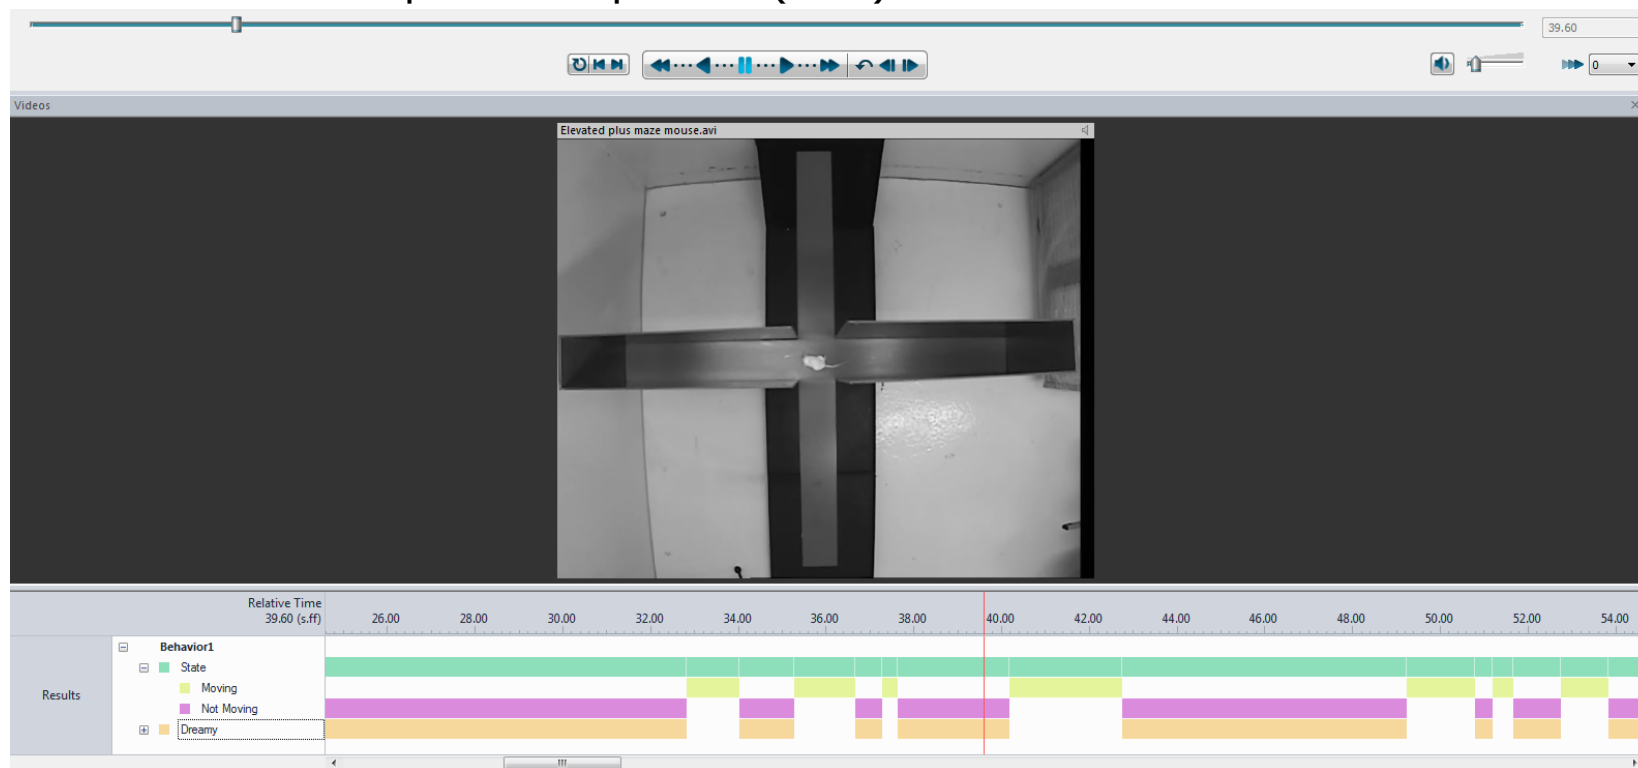 39.60
0
Videos
Elevated plus maze mouse.avi
Relative Time
39.60 (s.ff)
26.00 28.00 30.00 32.00 34.00 36.00 38.00 40.00 42.00 44.00 46.00 48.00 50.00 52.00 54.00
Behavior1
State
Results
Moving
Not Moving
Dreamy